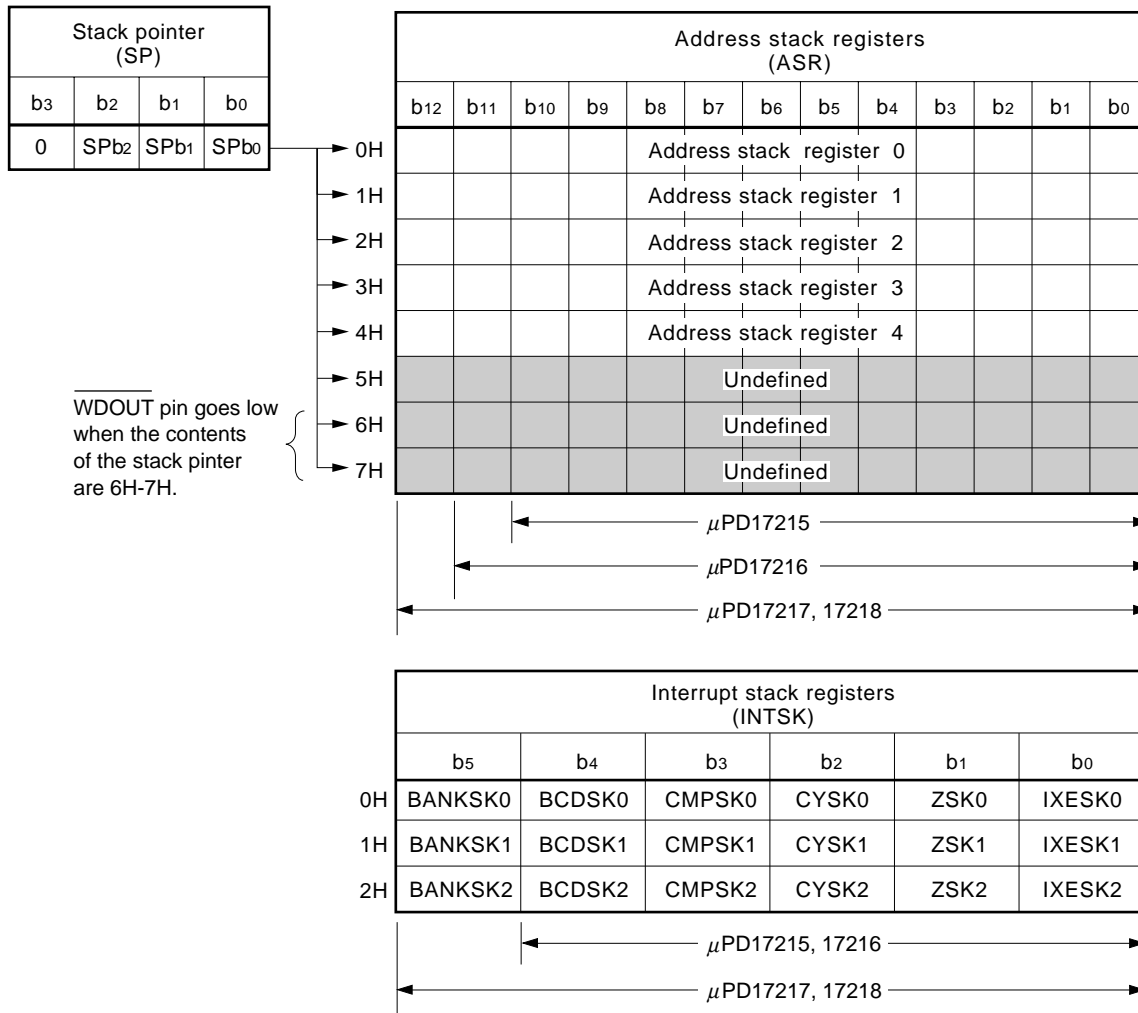 Stack pointer
(SP)
b3 b2 b1 b0
0 SPb2 SPb1 SPb0
Address stack registers
(ASR)
b12 b11 b10 b9 b8 b7 b6 b5 b4 b3 b2 b1 b0
0H Address stack register 0
1H Address stack register 1
2H Address stack register 2
3H Address stack register 3
4H Address stack register 4
5H Undefined
6H Undefined
7H Undefined
WDOUT pin goes low
when the contents
of the stack pinter
are 6H-7H.
μPD17215
μPD17216
μPD17217, 17218
Interrupt stack registers
(INTSK)
b5 b4 b3 b2 b1 b0
0H BANKSK0 BCDSK0 CMPSK0 CYSK0 ZSK0 IXESK0
1H BANKSK1 BCDSK1 CMPSK1 CYSK1 ZSK1 IXESK1
2H BANKSK2 BCDSK2 CMPSK2 CYSK2 ZSK2 IXESK2
μPD17215, 17216
μPD17217, 17218